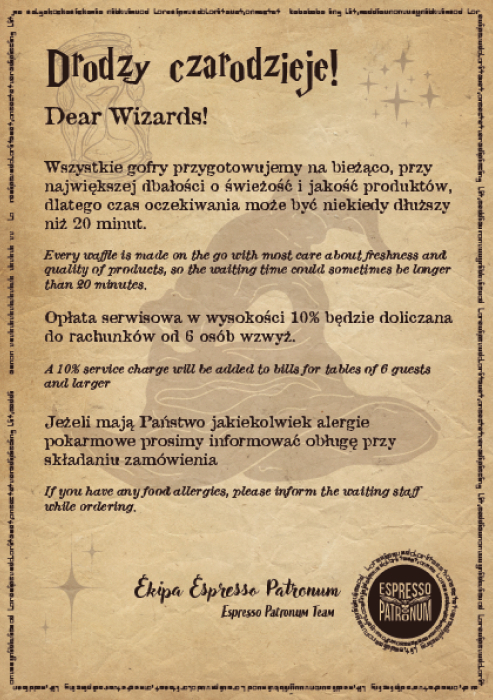 Drodzy czarodzieje!
Dear Wizards!
Wszystkie gofry przygotowujemy na bieżąco, przy
największej dbałości o świeżość i jakość produktów,
dlatego czas oczekiwania może być niekiedy dłuższy
niż 20 minut.
Every waffle is made on the go with most care about freshness and
quality of products, so the waiting time could sometimes be longer
than 20 minutes.
Opłata serwisowa w wysokości 10% będzie doliczana
do rachunków od 6 osób wzwyż.
A 10% service charge will be added to bills for tables of 6 guests
and larger
Jeżeli mają Państwo jakiekolwiek alergie
pokarmowe prosimy informować obługę przy
składaniu zamówienia
If you have any food allergies, please inform the waiting staff
while ordering.
Ekipa Espresso Patronum
Espresso Patronum Team
ESPRESSO
PATRONUM